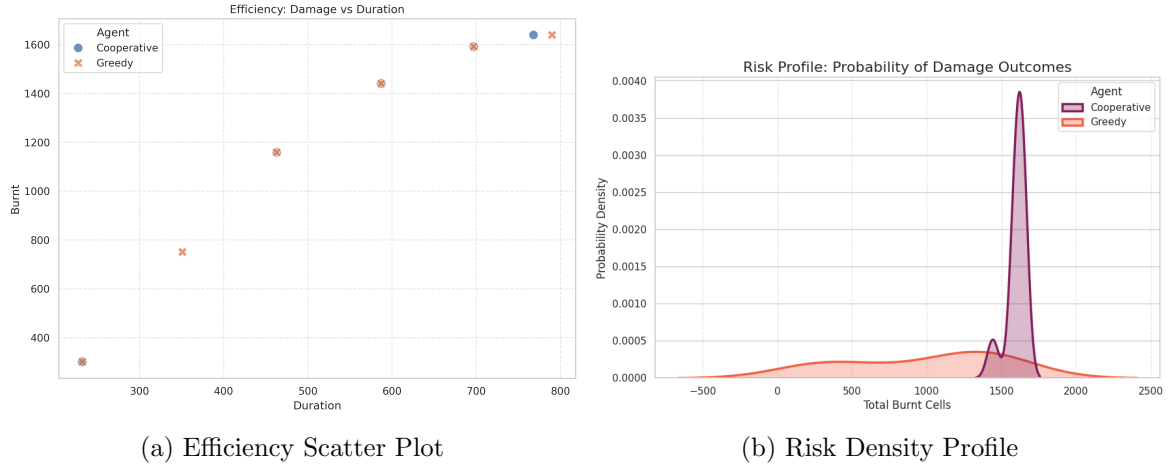 Efficiency: Damage vs Duration
Agent
Cooperative
Greedy
1600
1400
1200
1000
800
600
400
Burnt
300
400
500
600
700
800
Duration
(a) Efficiency Scatter Plot
Risk Profile: Probability of Damage Outcomes
Agent
Cooperative
Greedy
0.0040
0.0035
0.0030
0.0025
0.0020
0.0015
0.0010
0.0005
0.0000
Probability Density
−500
0
500
1000
1500
2000
2500
Total Burnt Cells
(b) Risk Density Profile